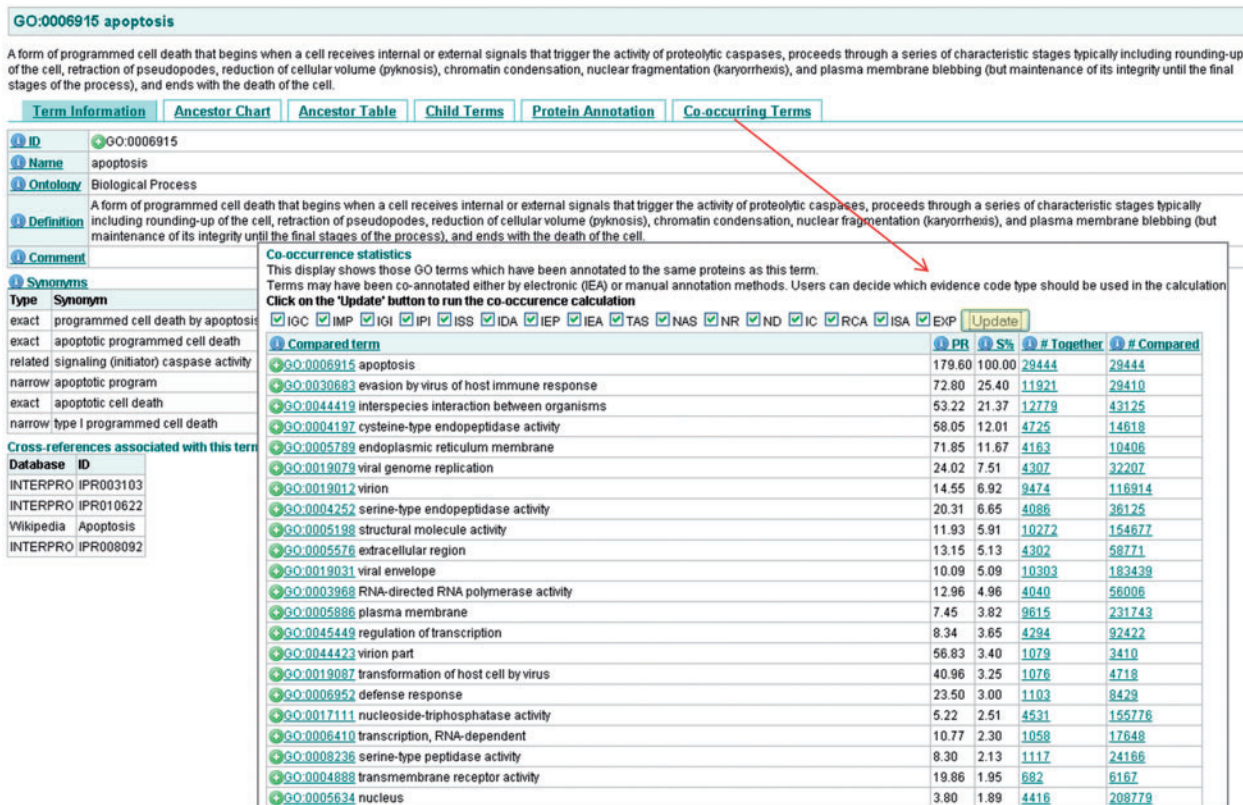 GO:0006915 apoptosis
A form of programmed cell death that begins when a cell receives internal or external signals that trigger the activity of proteolytic caspases, proceeds through a series of characteristic stages typically including rounding-up
of the cell, retraction of pseudopodes, reduction of cellular volume (pyknosis), chromatin condensation, nuclear fragmentation (karyorrhexis), and plasma membrane blebbing (but maintenance of its integrity until the final
stages of the process), and ends with the death of the cell.
Term Information Ancestor Chart Ancestor Table Child Terms Protein Annotation Co-occurring Terms
ID GO:0006915
Name apoptosis
Ontology Biological Process
A form of programmed cell death that begins when a cell receives internal or external signals that trigger the activity of proteolytic caspases, proceeds through a series of characteristic stages typically
Definition including rounding-up of the cell, retraction of pseudopodes, reduction of cellular volume (pyknosis), chromatin condensation, nuclear fragmentation (karyorrhexis), and plasma membrane blebbing (but
maintenance of its integrity until the final stages of the process), and ends with the death of the cell.
Comment
Synonyms
Type Synonym
exact programmed cell death by apoptosis
exact apoptotic programmed cell death
related signaling (initiator) caspase activity
narrow apoptotic program
exact apoptotic cell death
narrow type I programmed cell death
Cross-references associated with this term
Database ID
INTERPRO IPR003103
INTERPRO IPR010622
Wikipedia Apoptosis
INTERPRO IPR008092
Co-occurrence statistics
This display shows those GO terms which have been annotated to the same proteins as this term.
Terms may have been co-annotated either by electronic (IEA) or manual annotation methods. Users can decide which evidence code type should be used in the calculation
Click on the 'Update' button to run the co-occurence calculation
IGC IMP IGI IPI ISS IDA IEP IEA TAS NAS NR ND IC RCA ISA EXP Update
Compared term PR S% # Together # Compared
GO:0006915 apoptosis 179.60 100.00 29444 29444
GO:0030683 evasion by virus of host immune response 72.80 25.40 11921 29410
GO:0044419 interspecies interaction between organisms 53.22 21.37 12779 43125
GO:0004197 cysteine-type endopeptidase activity 58.05 12.01 4725 14618
GO:0005789 endoplasmic reticulum membrane 71.85 11.67 4163 10406
GO:0019079 viral genome replication 24.02 7.51 4307 32207
GO:0019012 virion 14.55 6.92 9474 116914
GO:0004252 serine-type endopeptidase activity 20.31 6.65 4086 36125
GO:0005198 structural molecule activity 11.93 5.91 10272 154677
GO:0005576 extracellular region 13.15 5.13 4302 58771
GO:0019031 viral envelope 10.09 5.09 10303 183439
GO:0003968 RNA-directed RNA polymerase activity 12.96 4.96 4040 56006
GO:0005886 plasma membrane 7.45 3.82 9615 231743
GO:0045449 regulation of transcription 8.34 3.65 4294 92422
GO:0044423 virion part 56.83 3.40 1079 3410
GO:0019087 transformation of host cell by virus 40.96 3.25 1076 4718
GO:0006952 defense response 23.50 3.00 1103 8429
GO:0017111 nucleoside-triphosphatase activity 5.22 2.51 4531 155776
GO:0006410 transcription, RNA-dependent 10.77 2.30 1058 17648
GO:0008236 serine-type peptidase activity 8.30 2.13 1117 24166
GO:0004888 transmembrane receptor activity 19.86 1.95 682 6167
GO:0005634 nucleus 3.80 1.89 4416 208779